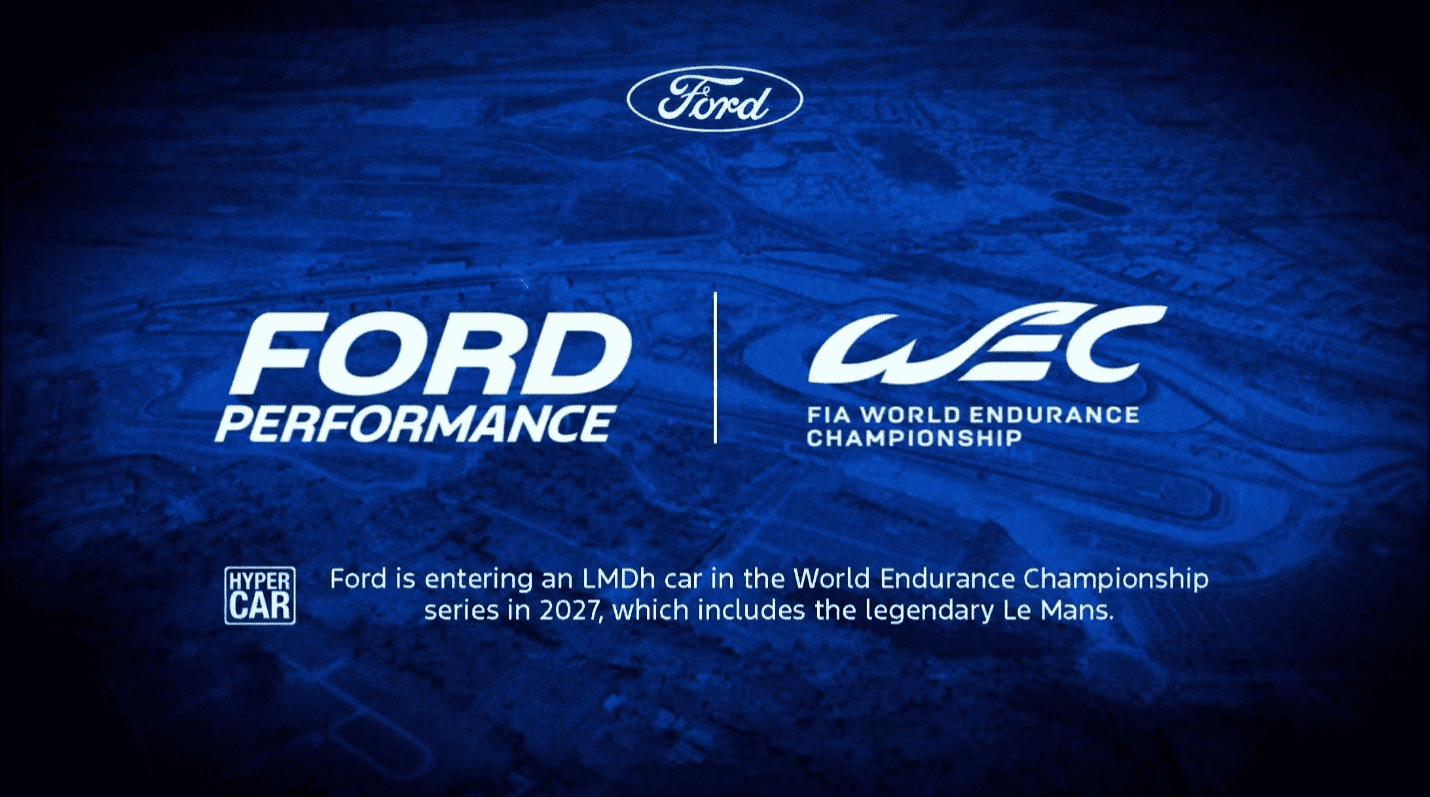 Ford
FORD
PERFORMANCE
WEC
FIA WORLD ENDURANCE
CHAMPIONSHIP
HYPER
CAR
Ford is entering an LMDh car in the World Endurance Championship
series in 2027, which includes the legendary Le Mans.